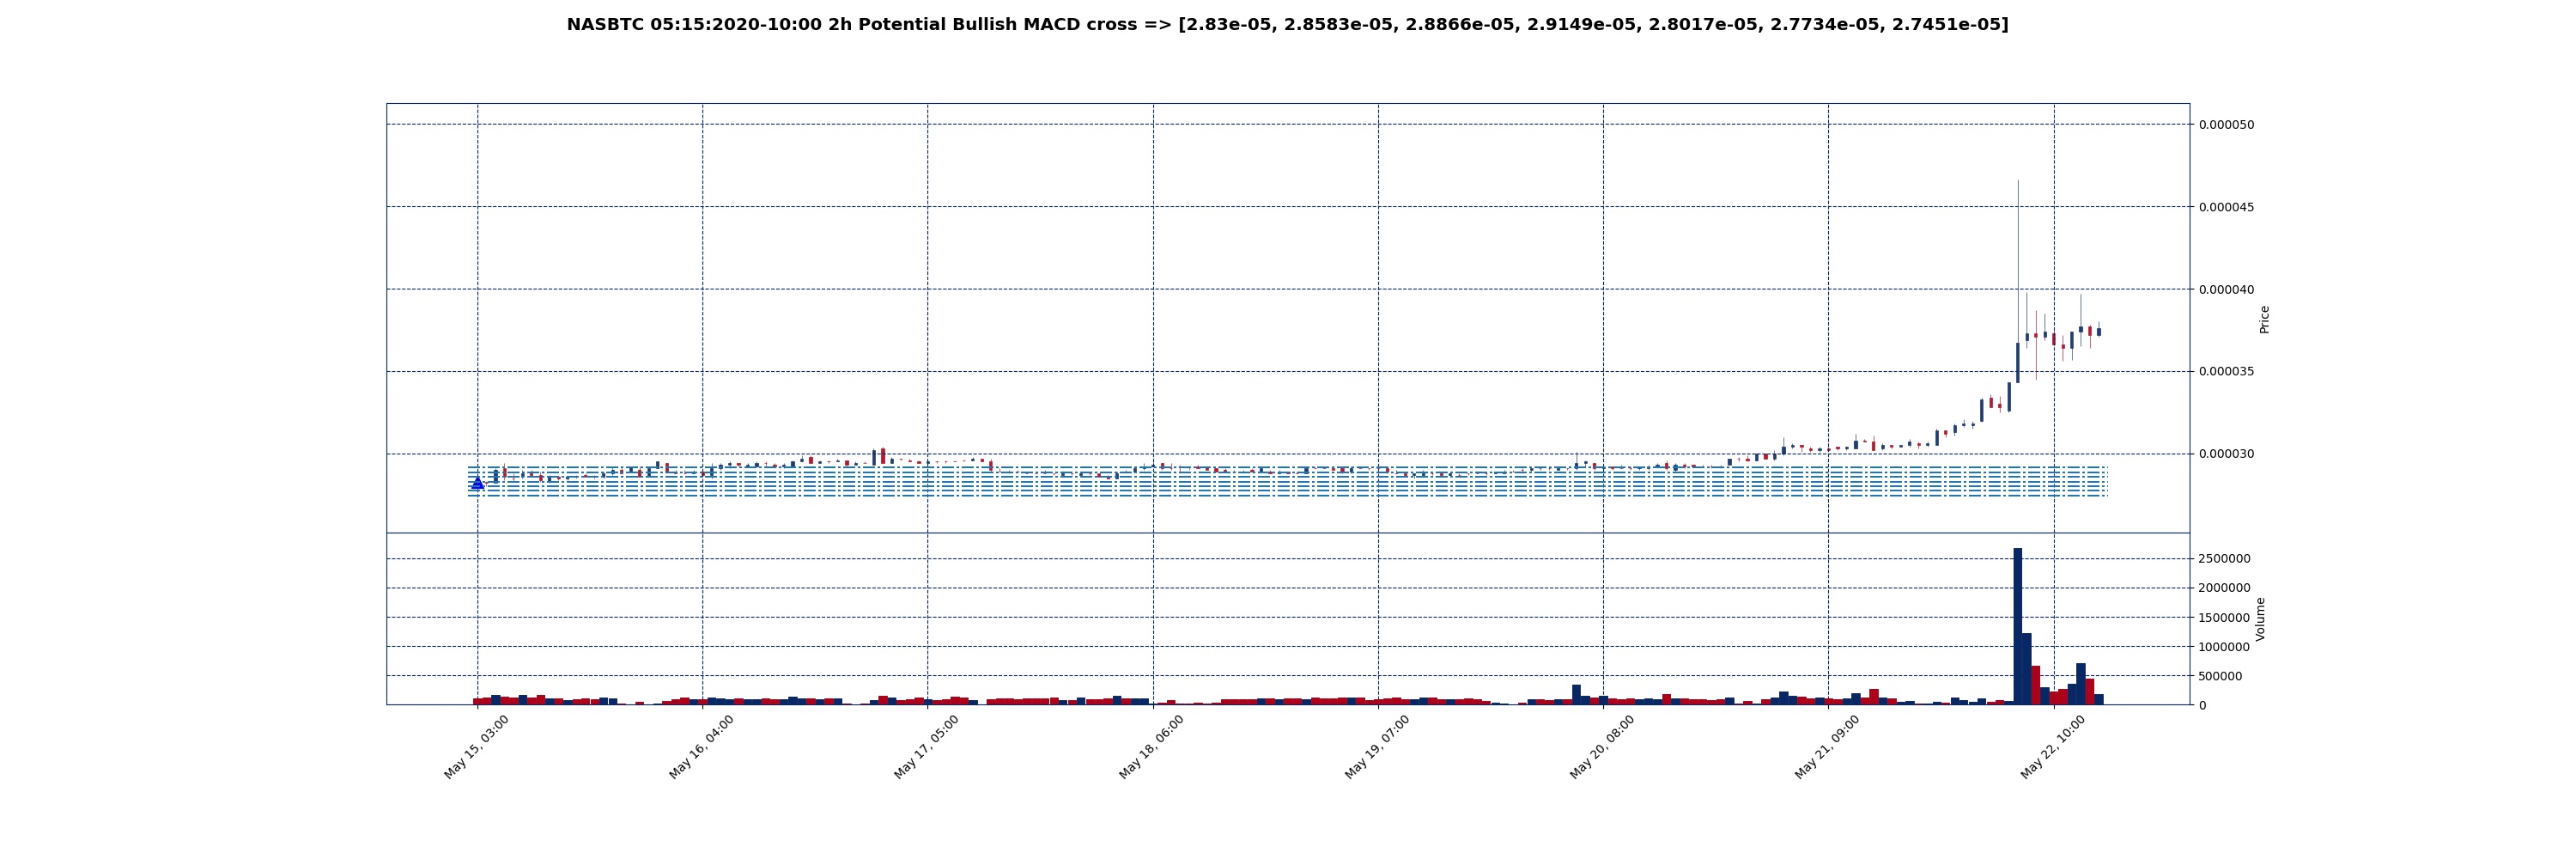 NASBTC 05:15:2020-10:00 2h Potential Bullish MACD cross => [2.83e-05, 2.8583e-05, 2.8866e-05, 2.9149e-05, 2.8017e-05, 2.7734e-05, 2.7451e-05]
0.000050
0.000045
0.000040
Price
0.000035
0.000030
2500000
2000000
1500000
Volume
1000000
500000
0
May 15, 03:00
May 16, 04:00
May 17, 05:00
May 18, 06:00
May 19, 07:00
May 20, 08:00
May 21, 09:00
May 22, 10:00